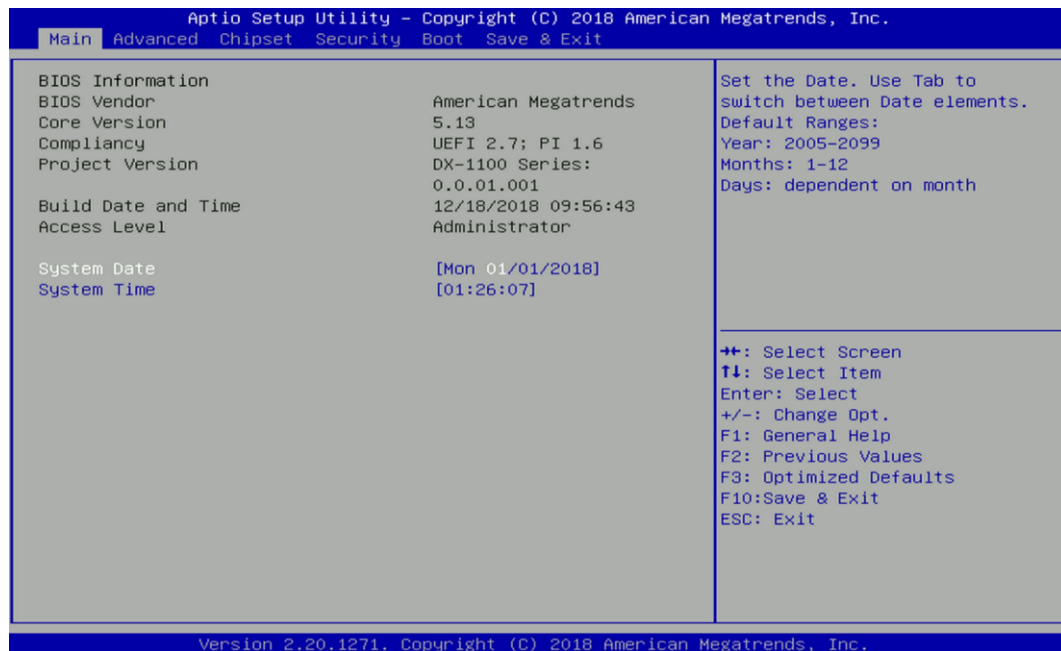 Aptio Setup Utility – Copyright (C) 2018 American Megatrends, Inc.
Main Advanced Chipset Security Boot Save & Exit
BIOS Information
BIOS Vendor American Megatrends
Core Version 5.13
Compliancy UEFI 2.7; PI 1.6
Project Version DX-1100 Series:
0.0.01.001
Build Date and Time 12/18/2018 09:56:43
Access Level Administrator
System Date [Mon 01/01/2018]
System Time [01:26:07]
Set the Date. Use Tab to
switch between Date elements.
Default Ranges:
Year: 2005-2099
Months: 1-12
Days: dependent on month
→←: Select Screen
↑↓: Select Item
Enter: Select
+/-: Change Opt.
F1: General Help
F2: Previous Values
F3: Optimized Defaults
F10:Save & Exit
ESC: Exit
Version 2.20.1271. Copyright (C) 2018 American Megatrends, Inc.